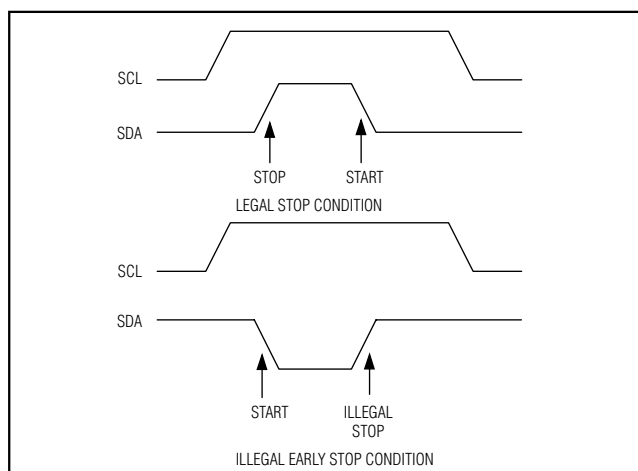 SCL
SDA
STOP START
LEGAL STOP CONDITION
SCL
SDA
START ILLEGAL
STOP
ILLEGAL EARLY STOP CONDITION